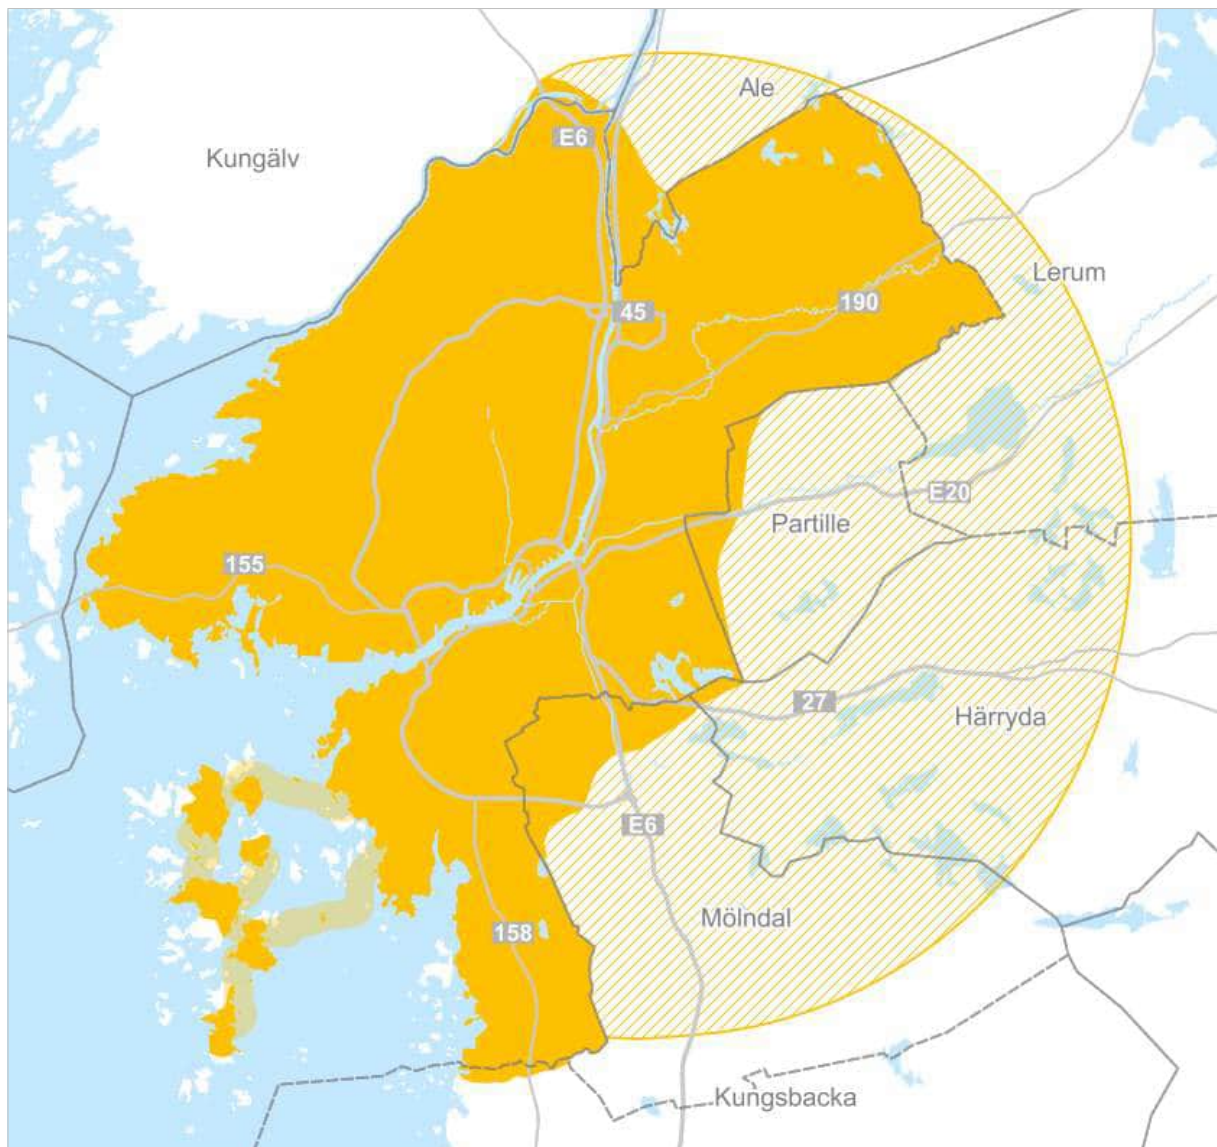 Ale
E6
Kungälv
Lerum
190
45
E20
Partille
155
27
Härryda
E6
Mölndal
158
Kungsbacka